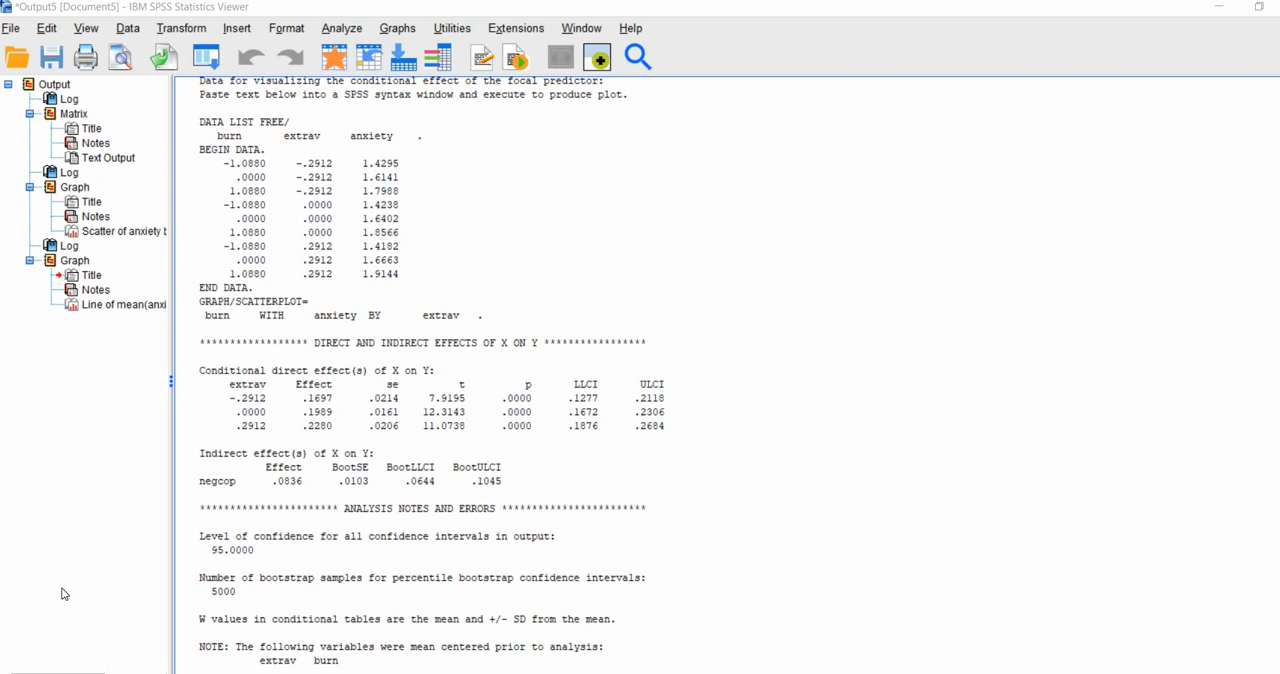 *Output5 [Document5] - IBM SPSS Statistics Viewer
File Edit View Data Transform Insert Format Analyze Graphs Utilities Extensions Window Help
Output
Log
Matrix
Title
Notes
Text Output
Log
Graph
Title
Notes
Scatter of anxiety b
Log
Graph
Title
Notes
Line of mean(anxi
Data for visualizing the conditional effect of the focal predictor:
Paste text below into a SPSS syntax window and execute to produce plot.
DATA LIST FREE/
burn extrav anxiety .
BEGIN DATA.
-1.0880 -.2912 1.4295
.0000 -.2912 1.6141
1.0880 -.2912 1.7988
-1.0880 .0000 1.4238
.0000 .0000 1.6402
1.0880 .0000 1.8566
-1.0880 .2912 1.4182
.0000 .2912 1.6663
1.0880 .2912 1.9144
END DATA.
GRAPH/SCATTERPLOT=
burn WITH anxiety BY extrav .
****************** DIRECT AND INDIRECT EFFECTS OF X ON Y *****************
Conditional direct effect(s) of X on Y:
extrav Effect se t p LLCI ULCI
-.2912 .1697 .0214 7.9195 .0000 .1277 .2118
.0000 .1989 .0161 12.3143 .0000 .1672 .2306
.2912 .2280 .0206 11.0738 .0000 .1876 .2684
Indirect effect(s) of X on Y:
Effect BootSE BootLLCI BootULCI
negcop .0836 .0103 .0644 .1045
*********************** ANALYSIS NOTES AND ERRORS ************************
Level of confidence for all confidence intervals in output:
95.0000
Number of bootstrap samples for percentile bootstrap confidence intervals:
5000
W values in conditional tables are the mean and +/- SD from the mean.
NOTE: The following variables were mean centered prior to analysis:
extrav burn